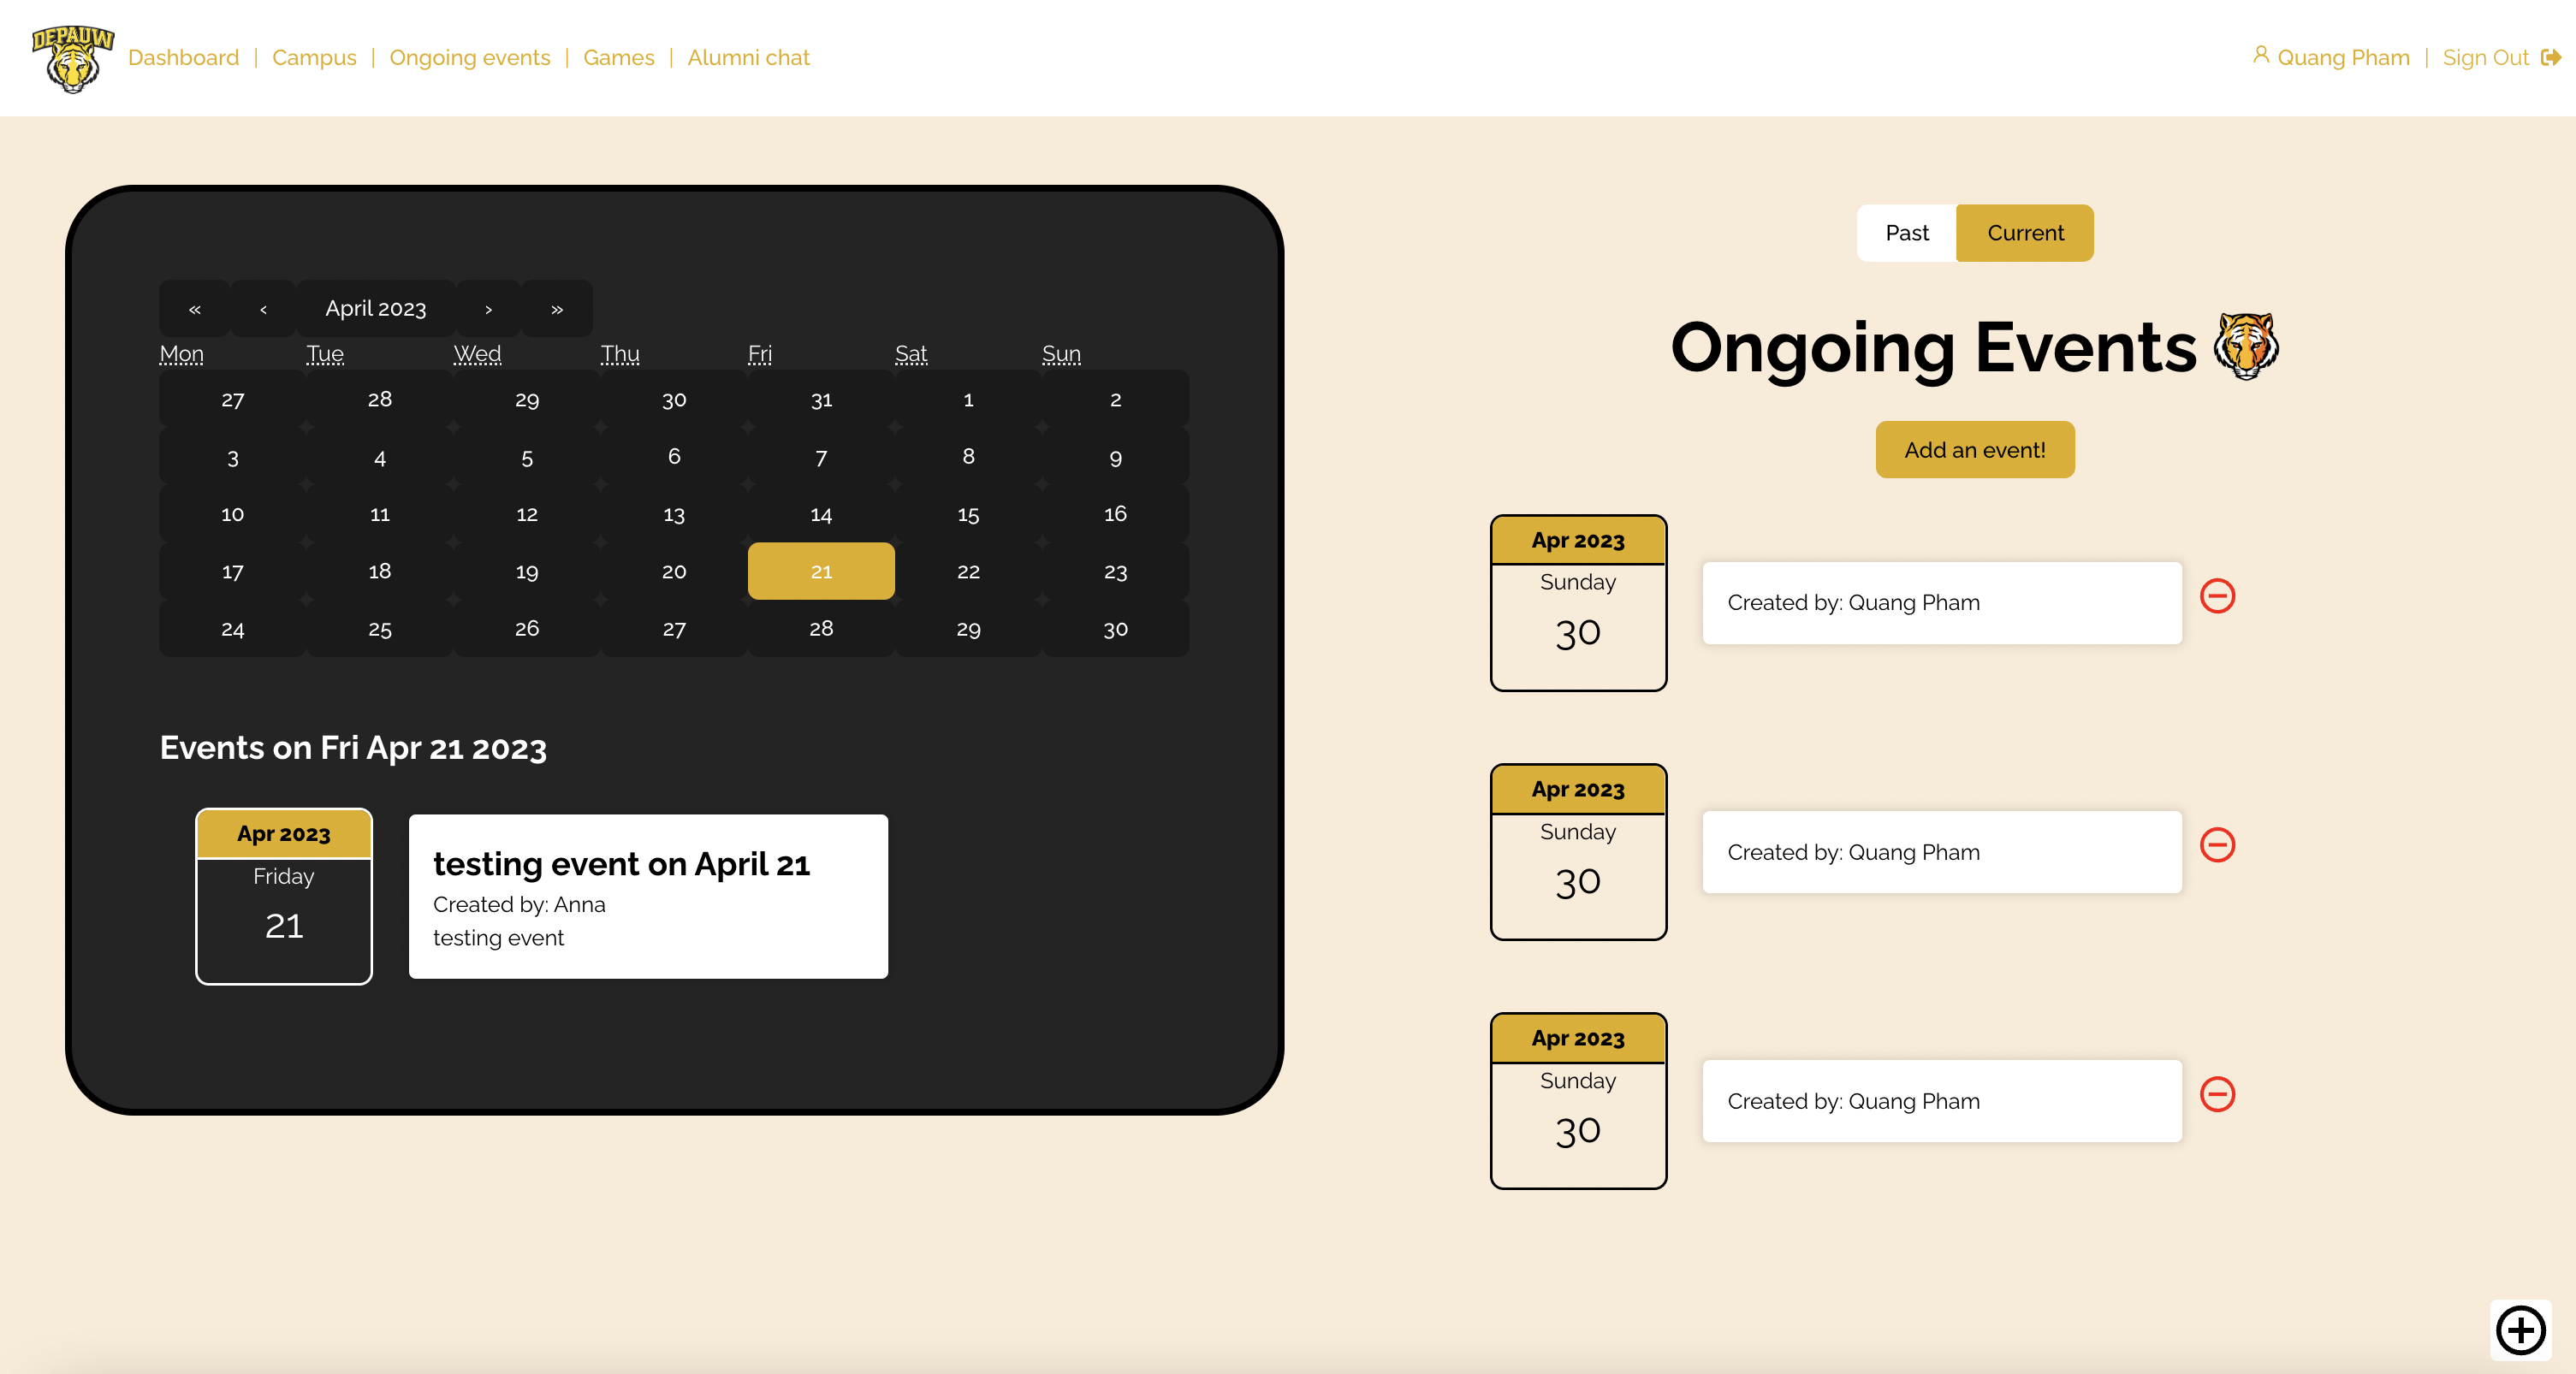 DEPAUW
Dashboard | Campus | Ongoing events | Games | Alumni chat
Quang Pham | Sign Out
« ‹ April 2023 › »
Mon Tue Wed Thu Fri Sat Sun
27 28 29 30 31 1 2
3 4 5 6 7 8 9
10 11 12 13 14 15 16
17 18 19 20 21 22 23
24 25 26 27 28 29 30
Events on Fri Apr 21 2023
Apr 2023
Friday
21
testing event on April 21
Created by: Anna
testing event
Past Current
Ongoing Events
Add an event!
Apr 2023
Sunday
30
Created by: Quang Pham
Apr 2023
Sunday
30
Created by: Quang Pham
Apr 2023
Sunday
30
Created by: Quang Pham